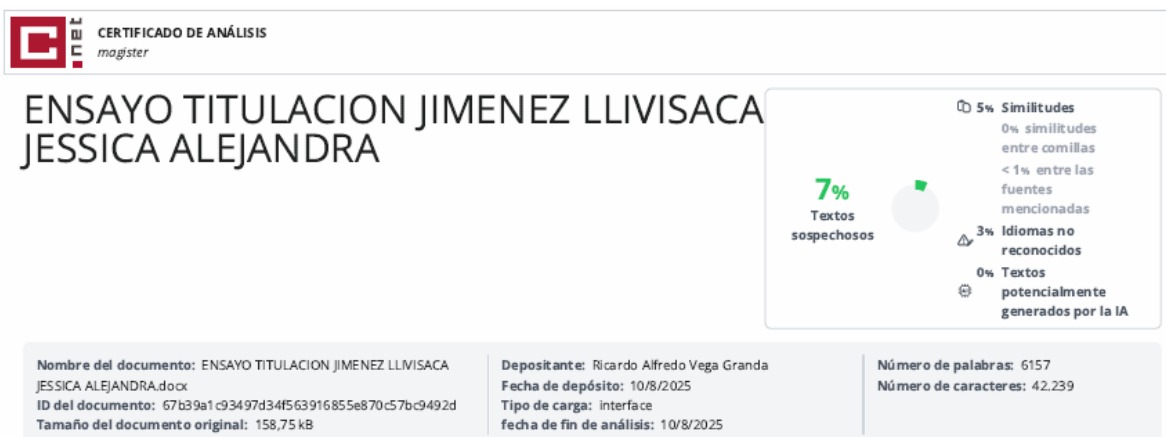 C .net
CERTIFICADO DE ANÁLISIS
magister
ENSAYO TITULACION JIMENEZ LLIVISACA
JESSICA ALEJANDRA
7%
Textos
sospechosos
5% Similitudes
0% similitudes
entre comillas
< 1% entre las
fuentes
mencionadas
3% Idiomas no
reconocidos
0% Textos
potencialmente
generados por la IA
Nombre del documento: ENSAYO TITULACION JIMENEZ LLIVISACA
JESSICA ALEJANDRA.docx
ID del documento: 67b39a1c93497d34f563916855e870c57bc9492d
Tamaño del documento original: 158,75 kB
Depositante: Ricardo Alfredo Vega Granda
Fecha de depósito: 10/8/2025
Tipo de carga: interface
fecha de fin de análisis: 10/8/2025
Número de palabras: 6157
Número de caracteres: 42,239